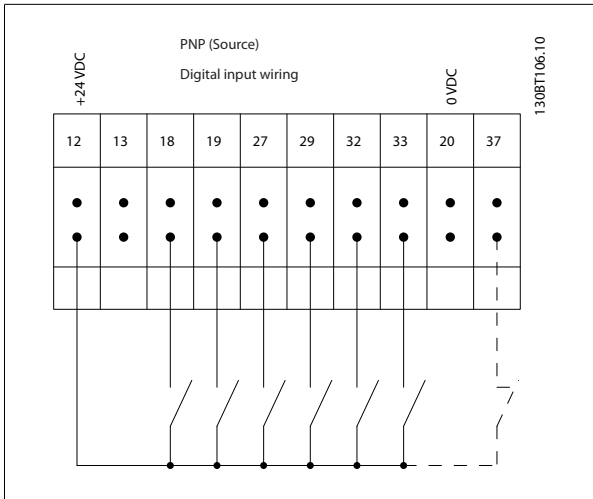 PNP (Source)
Digital input wiring
+24 VDC
0 VDC
130BT106.10
12 13 18 19 27 29 32 33 20 37